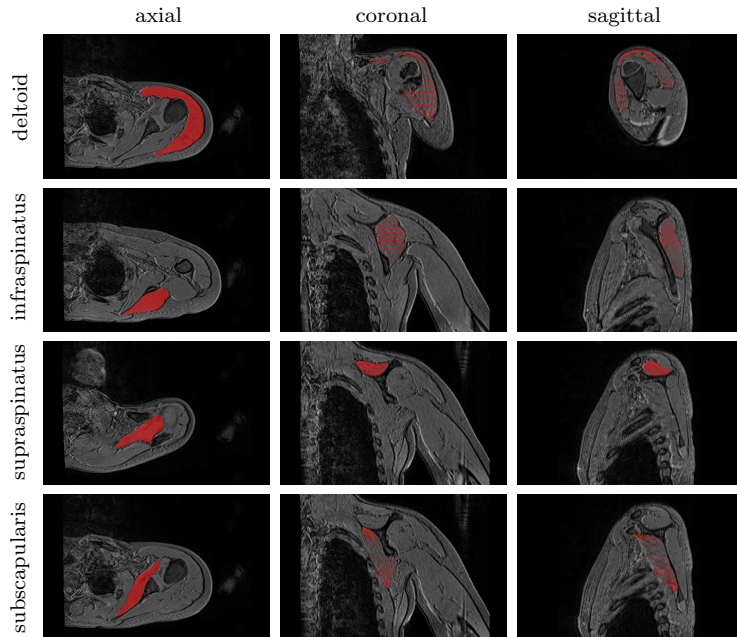 axial coronal sagittal
deltoid
infraspinatus
supraspinatus
subscapularis